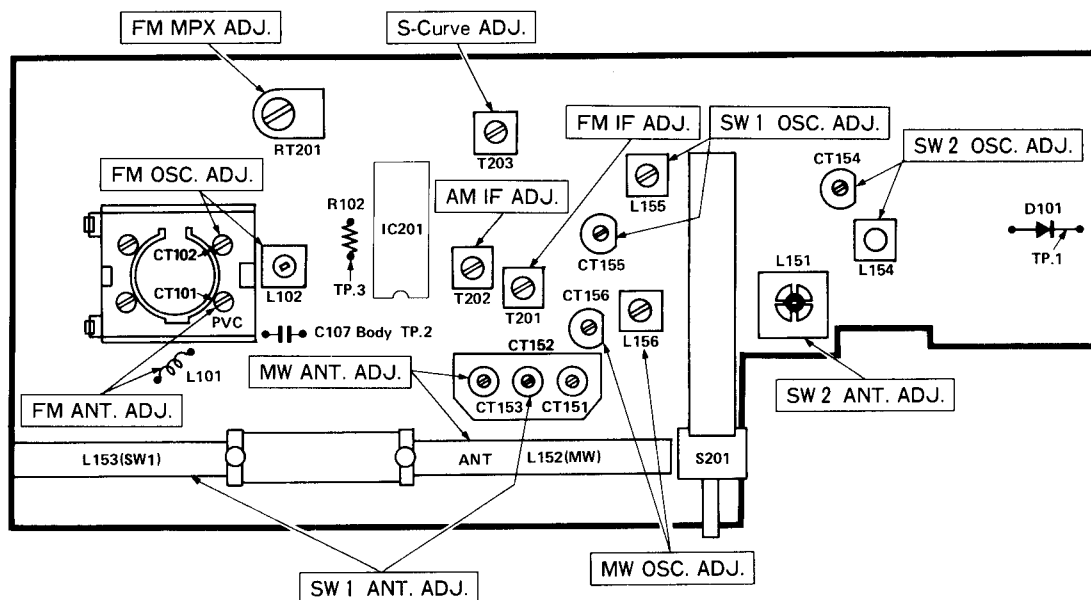 FM MPX ADJ.
S-Curve ADJ.
RT201
T203
FM IF ADJ.
SW 1 OSC. ADJ.
CT154
SW 2 OSC. ADJ.
FM OSC. ADJ.
R102
IC201
AM IF ADJ.
L155
D101
TP.1
CT102
CT101
PVC
L102
TP.3
T202
T201
CT155
L154
L151
CT156
L156
C107 Body TP.2
CT152
L101
MW ANT. ADJ.
CT153
CT151
FM ANT. ADJ.
SW 2 ANT. ADJ.
L153(SW1)
ANT
L152(MW)
S201
MW OSC. ADJ.
SW 1 ANT. ADJ.